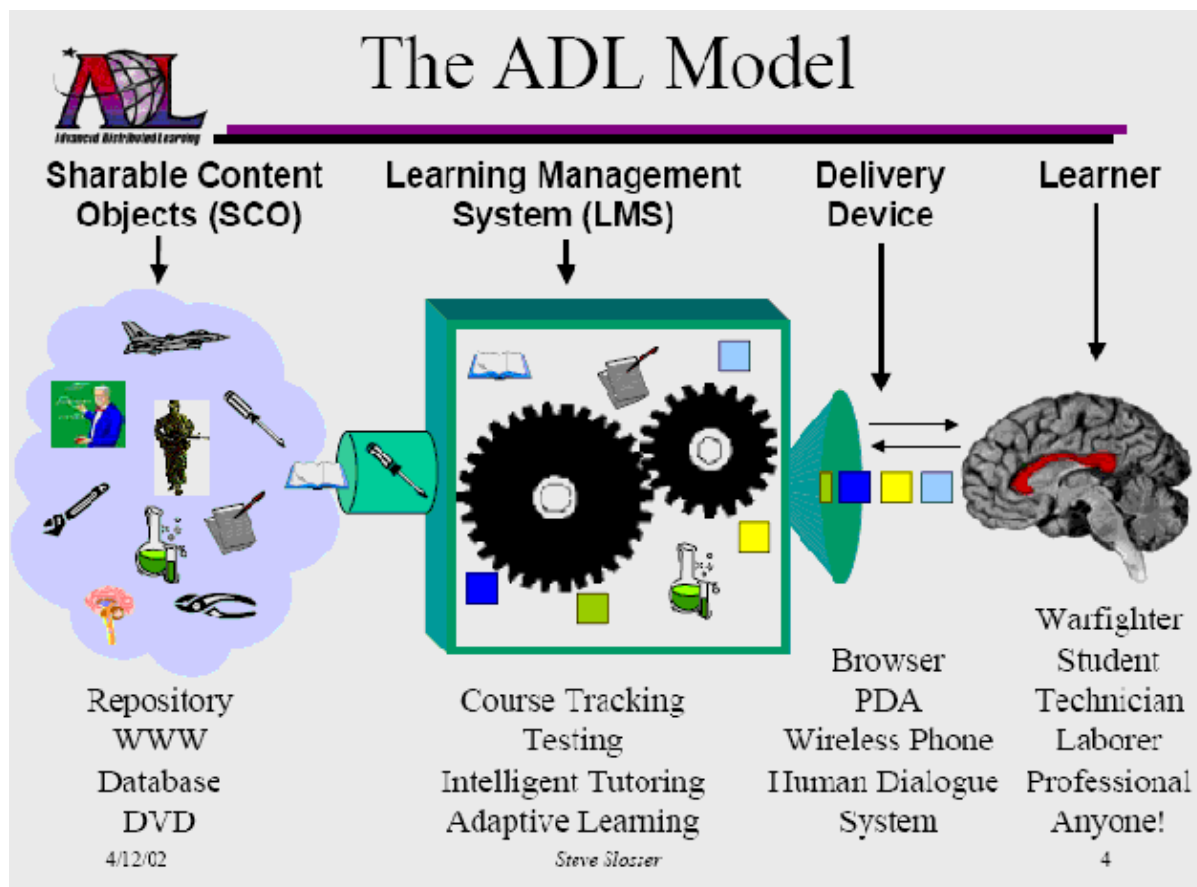 The ADL Model
ADL
Advanced Distributed Learning
Sharable Content
Objects (SCO)
Learning Management
System (LMS)
Delivery
Device
Learner
Repository
WWW
Database
DVD
Course Tracking
Testing
Intelligent Tutoring
Adaptive Learning
Browser
PDA
Wireless Phone
Human Dialogue
System
Warfighter
Student
Technician
Laborer
Professional
Anyone!
4/12/02
Steve Slosser
4